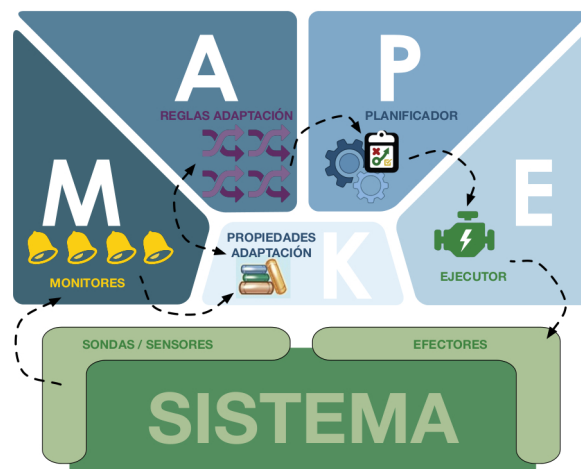 A
REGLAS ADAPTACIÓN
P
PLANIFICADOR
M
MONITORES
PROPIEDADES
ADAPTACIÓN
K
E
EJECUTOR
SONDAS / SENSORES
EFECTORES
SISTEMA